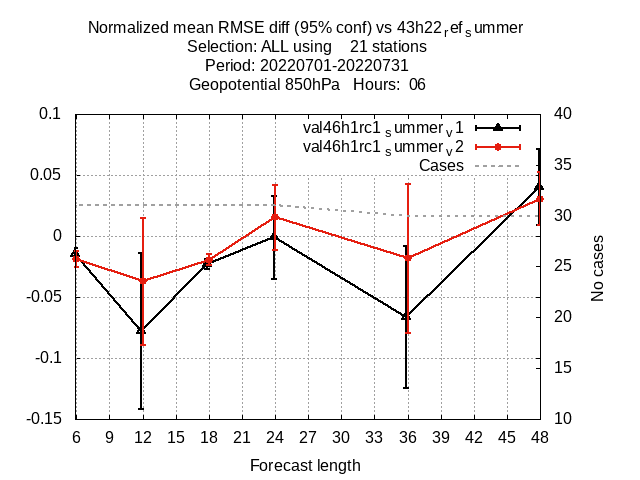 Normalized mean RMSE diff (95% conf) vs 43h22refsummer
Selection: ALL using 21 stations
Period: 20220701-20220731
Geopotential 850hPa Hours: 06
0.1 40
val46h1rc1summerv1
val46h1rc1summerv2
Cases
35
0.05
30
0
25
-0.05
20
-0.1
15
-0.15 10
6 9 12 15 18 21 24 27 30 33 36 39 42 45 48
Forecast length
No cases